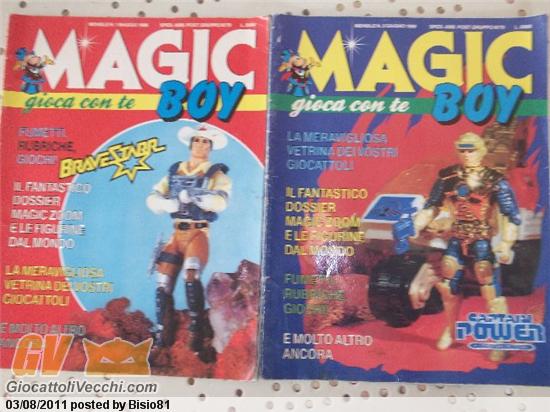 MAGIC
BOY
gioca con te
FUMETTI,
RUBRICHE,
GIOCHI
BRAVESTARR
IL FANTASTICO
DOSSIER
MAGIC ZOOM
E LE FIGURINE
DAL MONDO
LA MERAVIGLIOSA
VETRINA DEI VOSTRI
GIOCATTOLI
E MOLTO ALTRO
MAGIC
BOY
gioca con te
LA MERAVIGLIOSA
VETRINA DEI VOSTRI
GIOCATTOLI
IL FANTASTICO
DOSSIER
MAGIC ZOOM
E LE FIGURINE
DAL MONDO
FUMETTI,
RUBRICHE,
GIOCHI
E MOLTO ALTRO
ANCORA
CAPTAIN
POWER
GV
GiocattoliVecchi.com
03/08/2011 posted by Bisio81